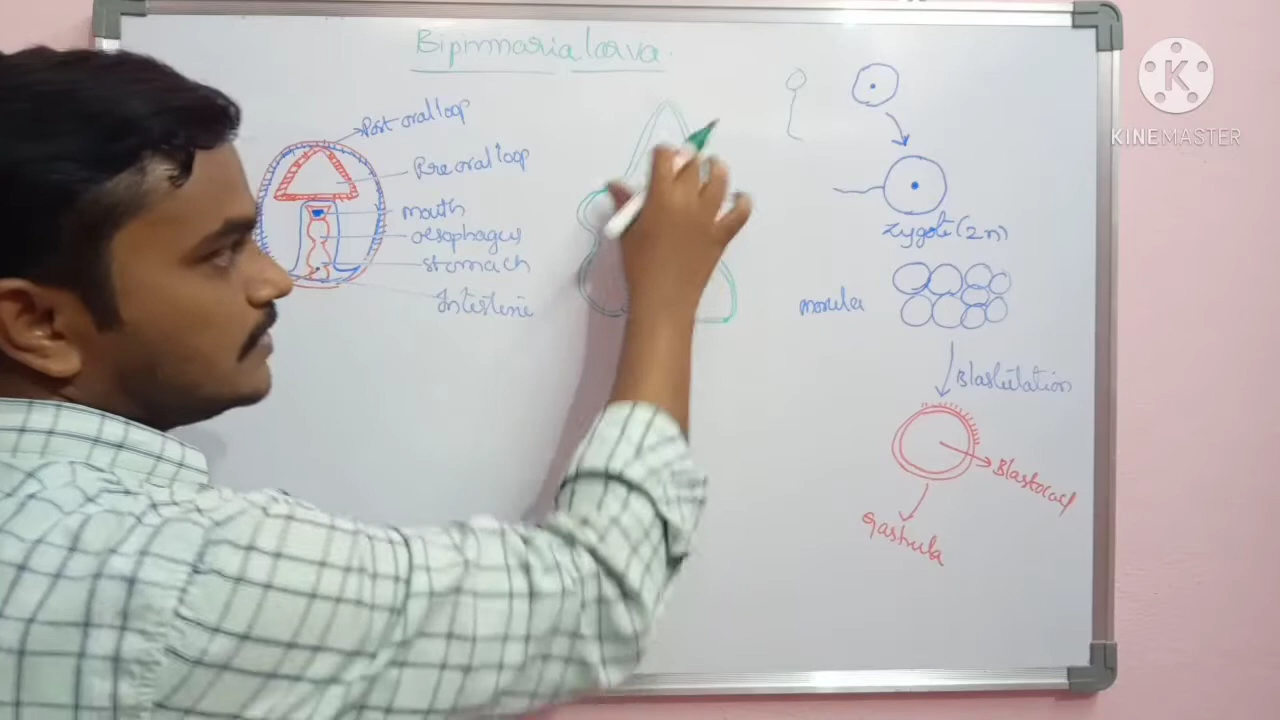 Bipinnaria larva
Post oral loop
Pre oral loop
mouth
oesophagus
stomach
Intestine
zygote (2n)
morula
Blastulation
Blastocoel
Gastrula
K
KINEMASTER